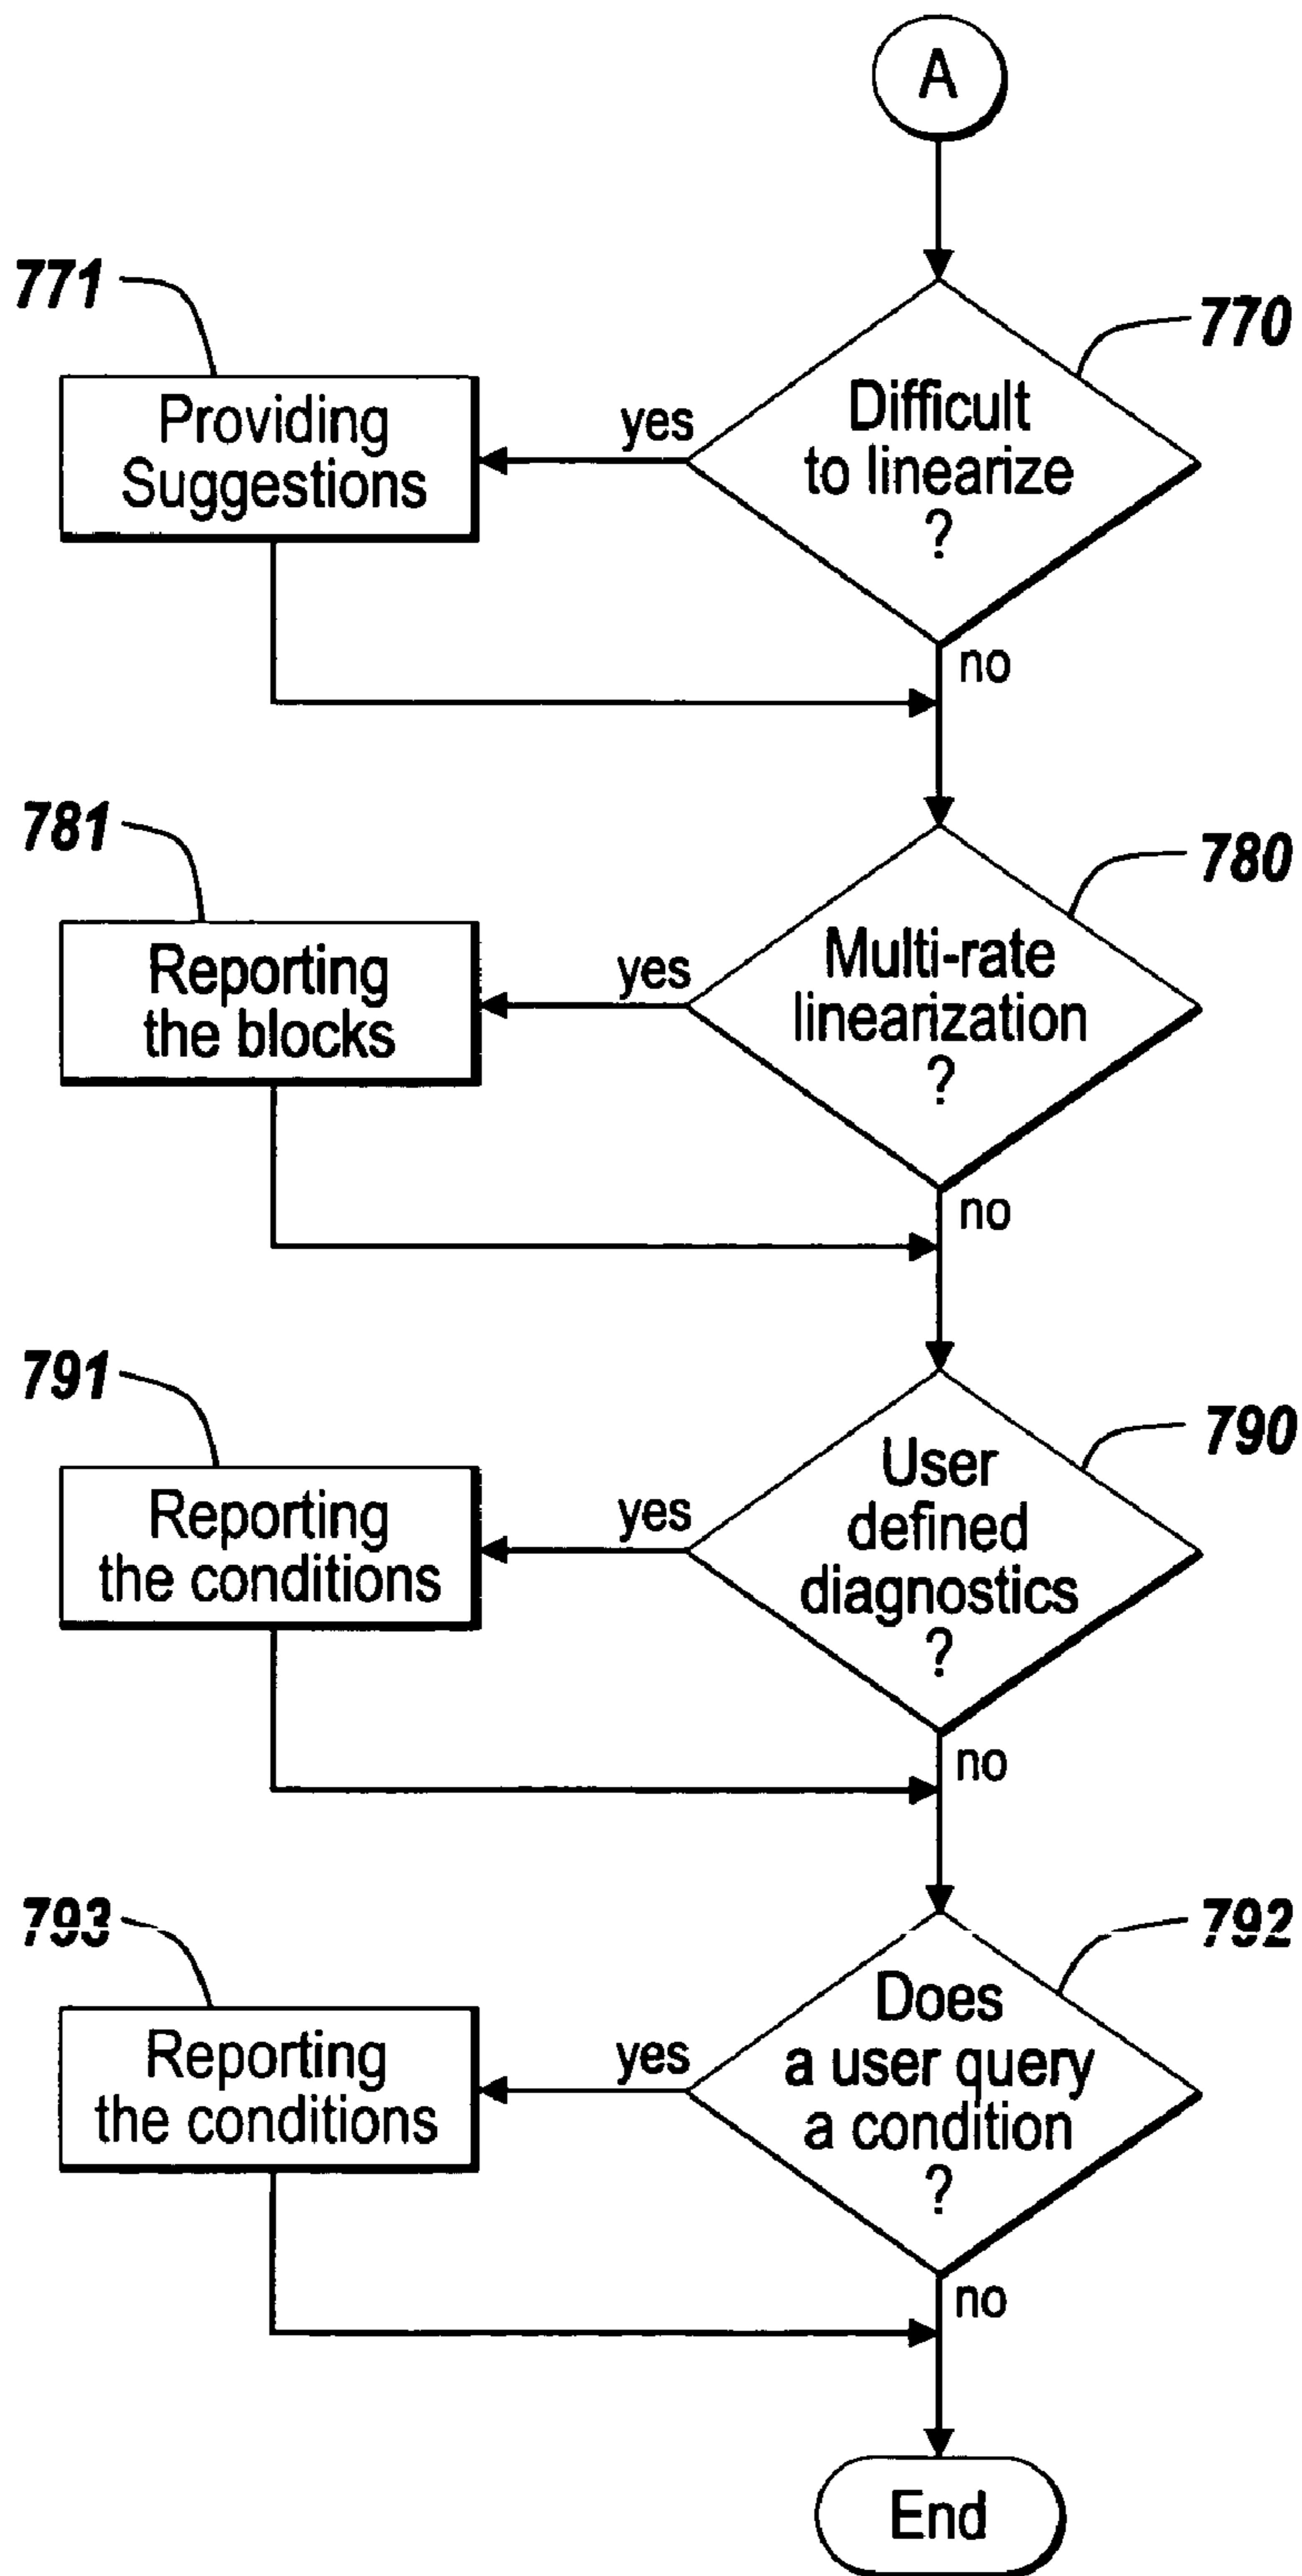 A
771
770
Providing
Suggestions
yes
Difficult
to linearize
?
no
781
780
Reporting
the blocks
yes
Multi-rate
linearization
?
no
791
790
Reporting
the conditions
yes
User
defined
diagnostics
?
no
793
792
Reporting
the conditions
yes
Does
a user query
a condition
?
no
End